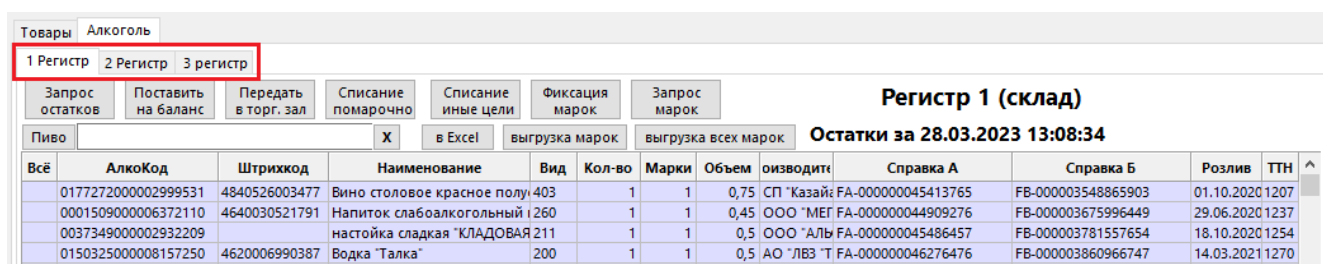 Товары Алкоголь
1 Регистр 2 Регистр 3 регистр
Запрос остатков Поставить на баланс Передать в торг. зал Списание помарочно Списание иные цели Фиксация марок Запрос марок Регистр 1 (склад)
Пиво X в Excel выгрузка марок выгрузка всех марок Остатки за 28.03.2023 13:08:34
Всё АлкоКод Штрихкод Наименование Вид Кол-во Марки Объем оизводите Справка А Справка Б Розлив ТТН
0177272000002999531 4840526003477 Вино столовое красное полу 403 1 1 0,75 СП "Казайа FA-000000045413765 FB-000003548865903 01.10.2020 1207
0001509000006372110 4640030521791 Напиток слабоалкогольный 260 1 1 0,45 ООО "МЕГ FA-000000044909276 FB-000003675996449 29.06.2020 1237
0037349000002932209 настойка сладкая "КЛАДОВАЯ 211 1 1 0,5 ООО "АЛЬ FA-000000045486457 FB-000003781557654 18.10.2020 1254
0150325000008157250 4620006990387 Водка "Талка" 200 1 1 0,5 АО "ЛВЗ "Т FA-000000046276476 FB-000003860966747 14.03.2021 1270